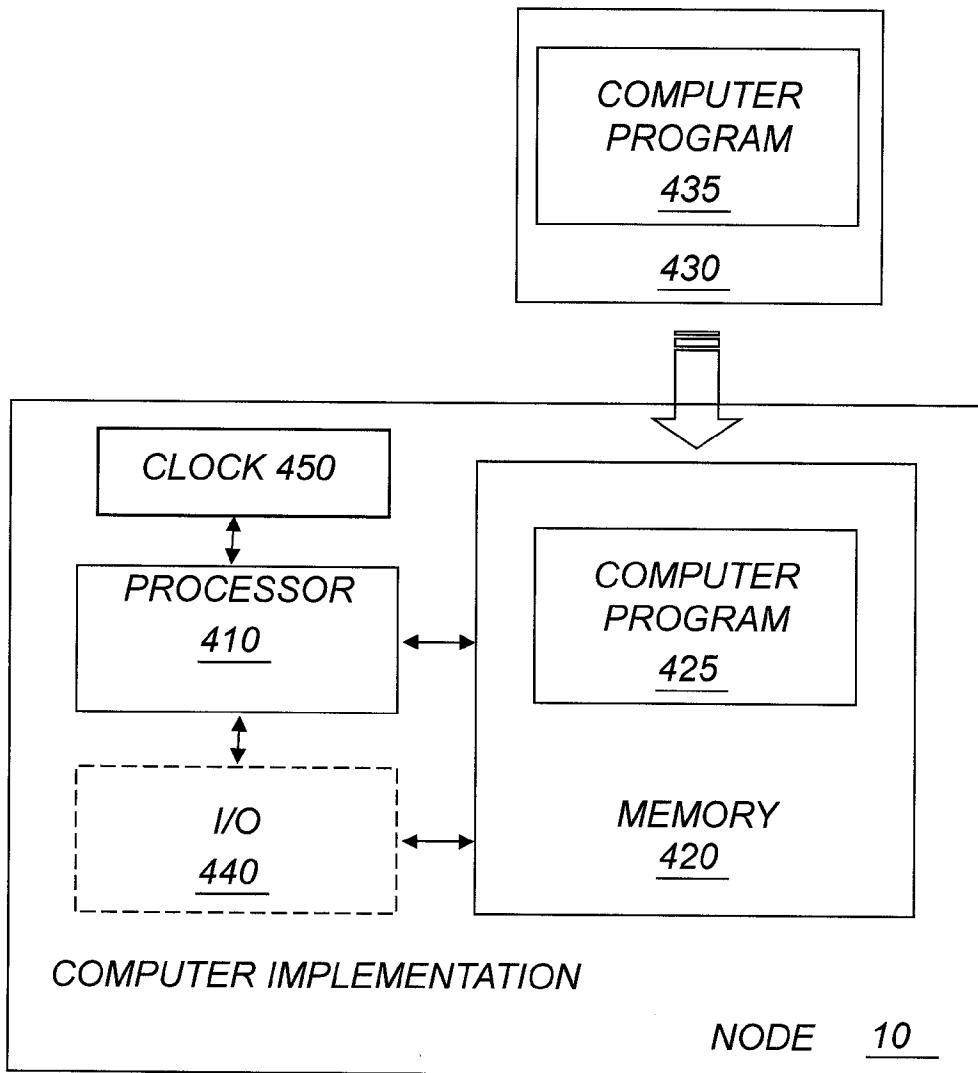 COMPUTER
PROGRAM
435
430
CLOCK 450
PROCESSOR
410
COMPUTER
PROGRAM
425
I/O
440
MEMORY
420
COMPUTER IMPLEMENTATION
NODE 10